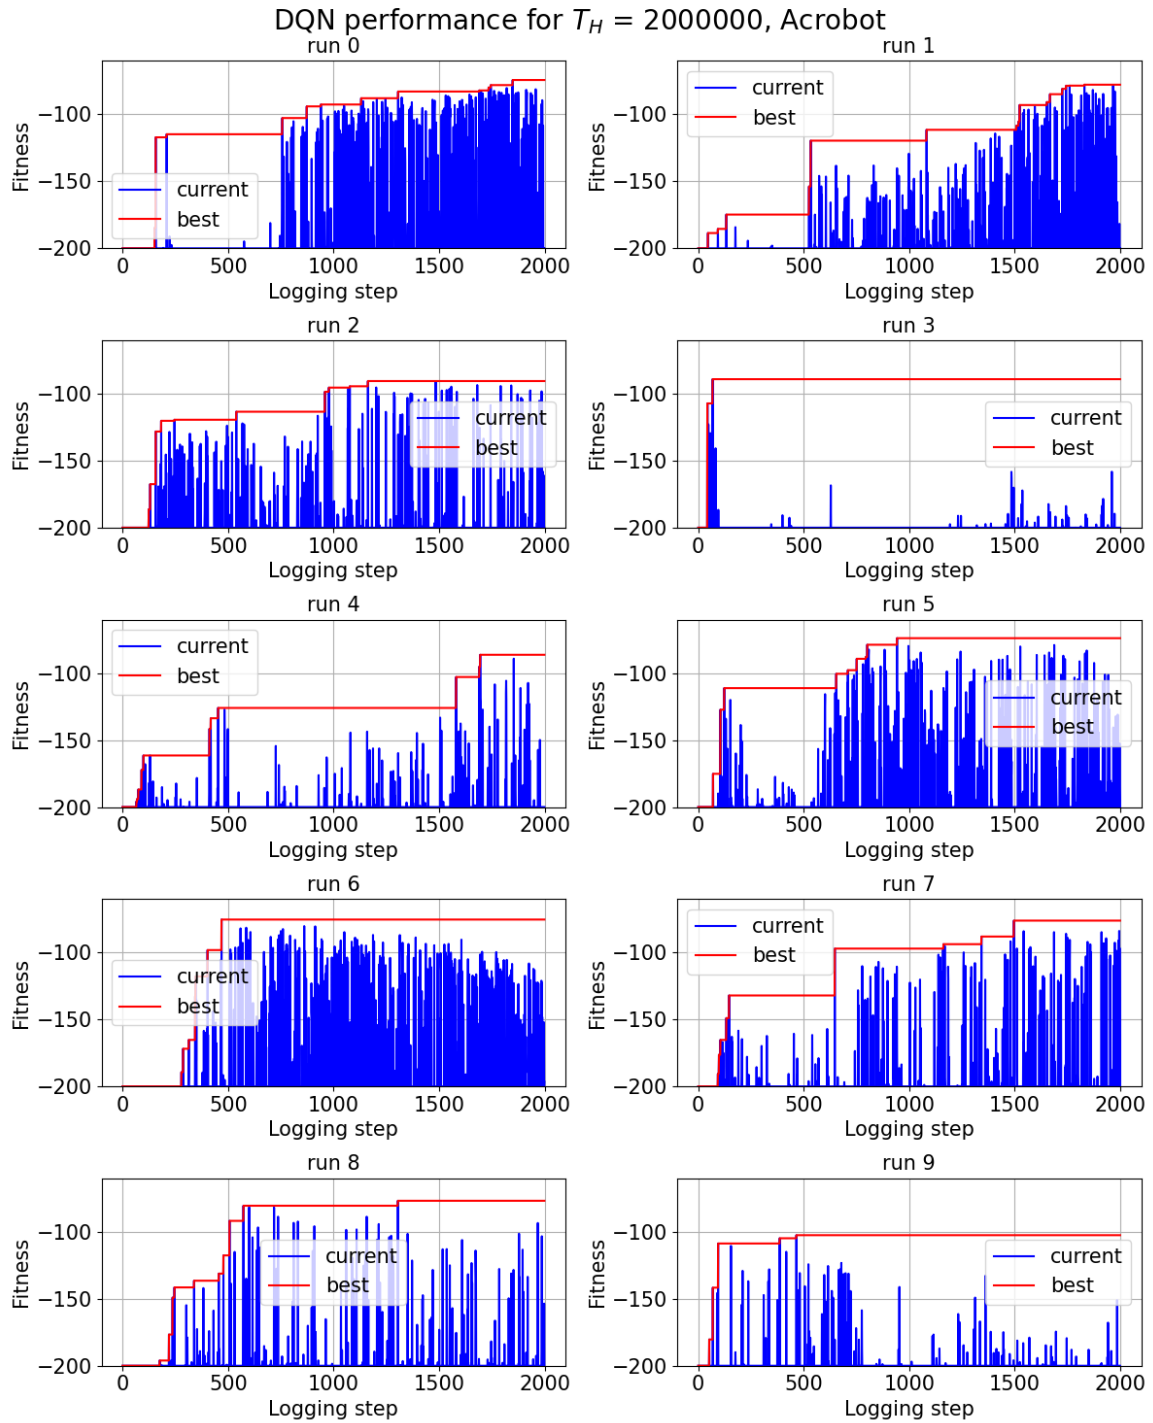 DQN performance for T_H = 2000000, Acrobot
run 0
−100
−150
−200
Fitness
current
best
0 500 1000 1500 2000
Logging step
run 1
−100
−150
−200
Fitness
current
best
0 500 1000 1500 2000
Logging step
run 2
−100
−150
−200
Fitness
current
best
0 500 1000 1500 2000
Logging step
run 3
−100
−150
−200
Fitness
current
best
0 500 1000 1500 2000
Logging step
run 4
−100
−150
−200
Fitness
current
best
0 500 1000 1500 2000
Logging step
run 5
−100
−150
−200
Fitness
current
best
0 500 1000 1500 2000
Logging step
run 6
−100
−150
−200
Fitness
current
best
0 500 1000 1500 2000
Logging step
run 7
−100
−150
−200
Fitness
current
best
0 500 1000 1500 2000
Logging step
run 8
−100
−150
−200
Fitness
current
best
0 500 1000 1500 2000
Logging step
run 9
−100
−150
−200
Fitness
current
best
0 500 1000 1500 2000
Logging step